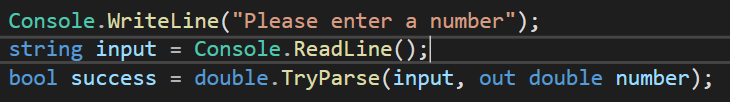 Console.WriteLine("Please enter a number");
string input = Console.ReadLine();
bool success = double.TryParse(input, out double number);